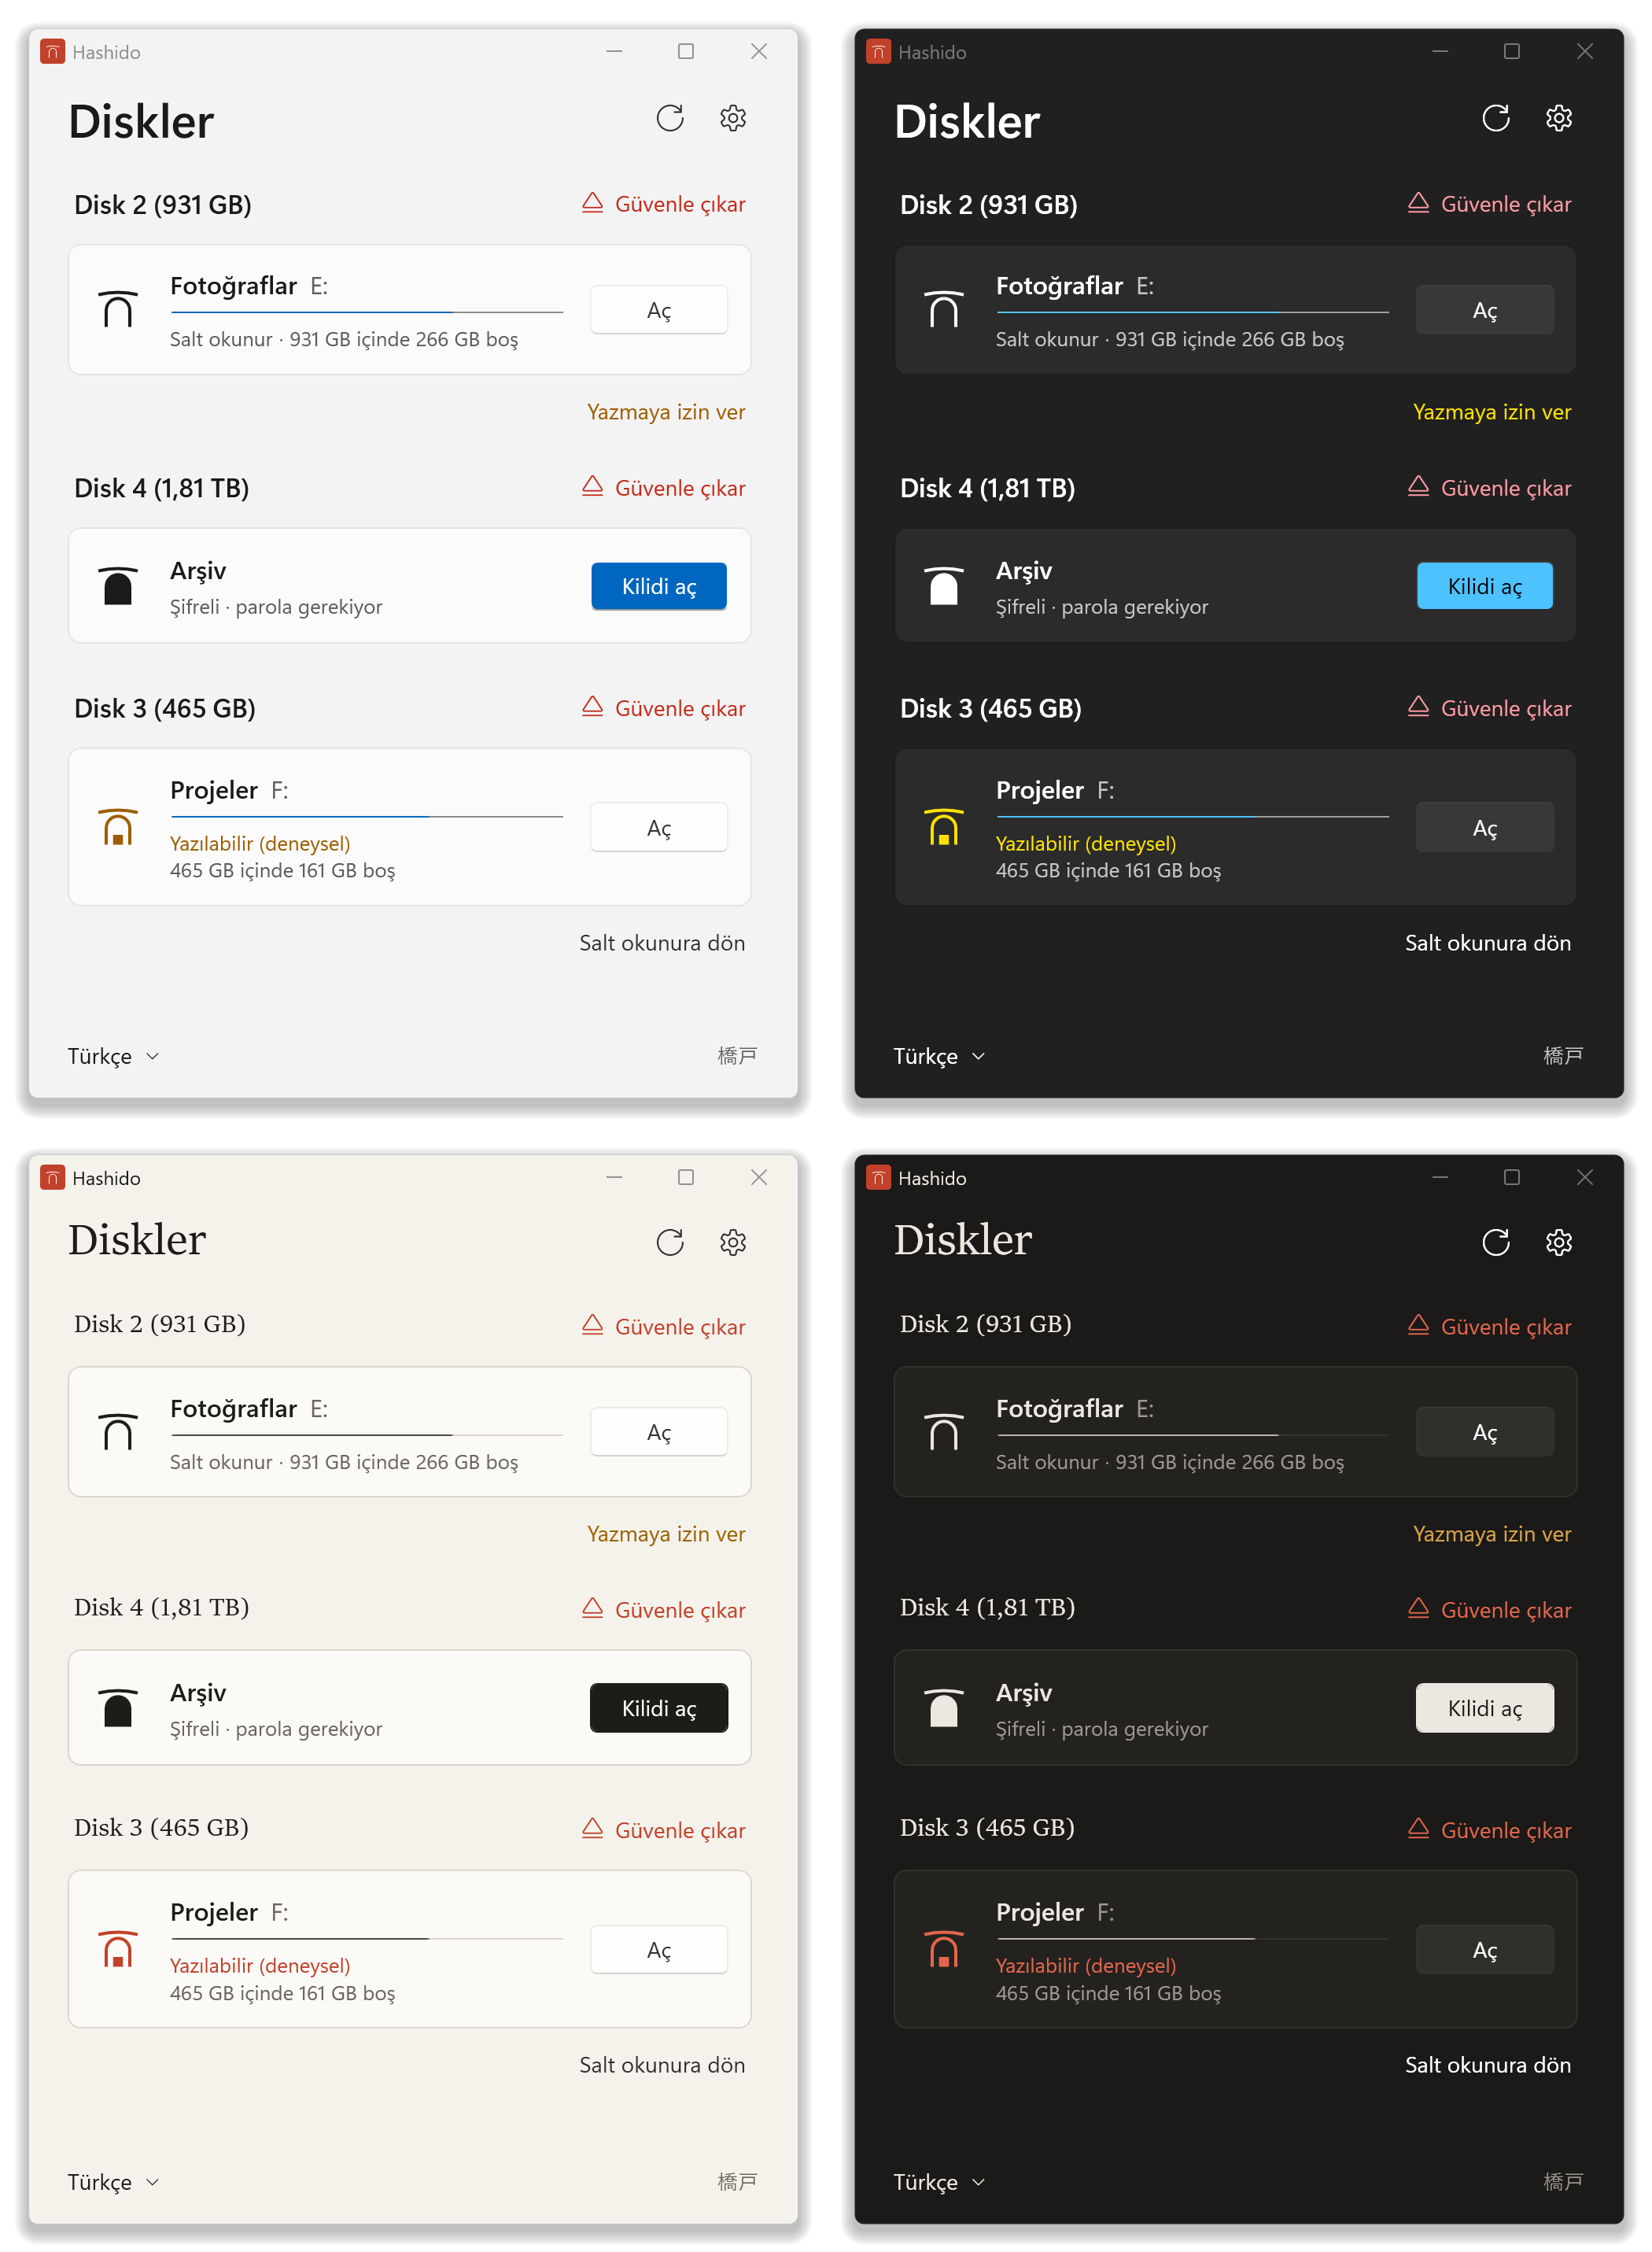 Hashido
Diskler
Disk 2 (931 GB)
Güvenle çıkar
Fotoğraflar E:
Salt okunur · 931 GB içinde 266 GB boş
Aç
Yazmaya izin ver
Disk 4 (1,81 TB)
Güvenle çıkar
Arşiv
Şifreli · parola gerekiyor
Kilidi aç
Disk 3 (465 GB)
Güvenle çıkar
Projeler F:
Yazılabilir (deneysel)
465 GB içinde 161 GB boş
Aç
Salt okunura dön
Türkçe
橋戸
Hashido
Diskler
Disk 2 (931 GB)
Güvenle çıkar
Fotoğraflar E:
Salt okunur · 931 GB içinde 266 GB boş
Aç
Yazmaya izin ver
Disk 4 (1,81 TB)
Güvenle çıkar
Arşiv
Şifreli · parola gerekiyor
Kilidi aç
Disk 3 (465 GB)
Güvenle çıkar
Projeler F:
Yazılabilir (deneysel)
465 GB içinde 161 GB boş
Aç
Salt okunura dön
Türkçe
橋戸
Hashido
Diskler
Disk 2 (931 GB)
Güvenle çıkar
Fotoğraflar E:
Salt okunur · 931 GB içinde 266 GB boş
Aç
Yazmaya izin ver
Disk 4 (1,81 TB)
Güvenle çıkar
Arşiv
Şifreli · parola gerekiyor
Kilidi aç
Disk 3 (465 GB)
Güvenle çıkar
Projeler F:
Yazılabilir (deneysel)
465 GB içinde 161 GB boş
Aç
Salt okunura dön
Türkçe
橋戸
Hashido
Diskler
Disk 2 (931 GB)
Güvenle çıkar
Fotoğraflar E:
Salt okunur · 931 GB içinde 266 GB boş
Aç
Yazmaya izin ver
Disk 4 (1,81 TB)
Güvenle çıkar
Arşiv
Şifreli · parola gerekiyor
Kilidi aç
Disk 3 (465 GB)
Güvenle çıkar
Projeler F:
Yazılabilir (deneysel)
465 GB içinde 161 GB boş
Aç
Salt okunura dön
Türkçe
橋戸